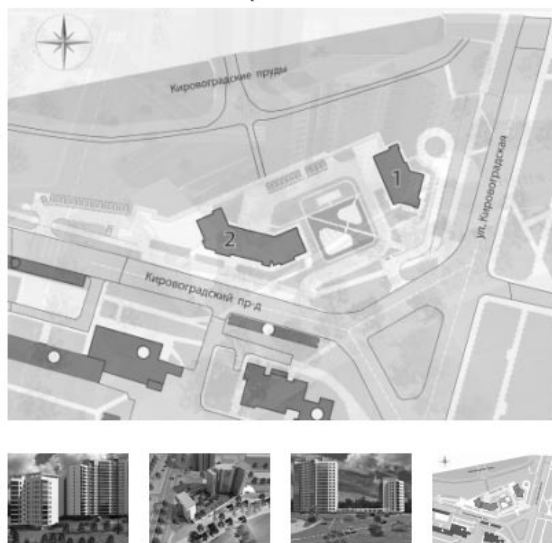 Кировоградские пруды
ул. Кировоградская
1
2
Кировоградский пр-д